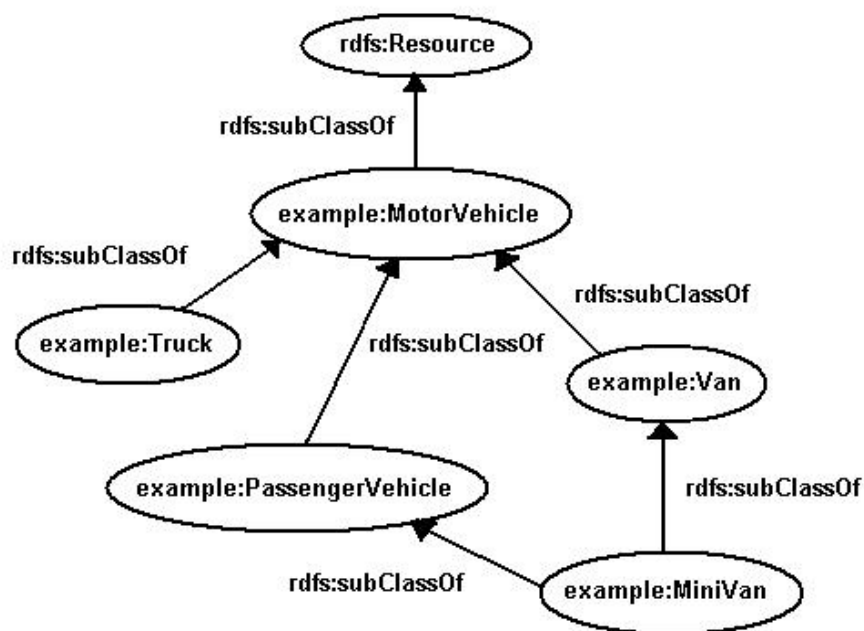 rdfs:Resource
rdfs:subClassOf
example:MotorVehicle
rdfs:subClassOf
rdfs:subClassOf
example:Truck
rdfs:subClassOf
example:Van
example:PassengerVehicle
rdfs:subClassOf
rdfs:subClassOf
example:MiniVan